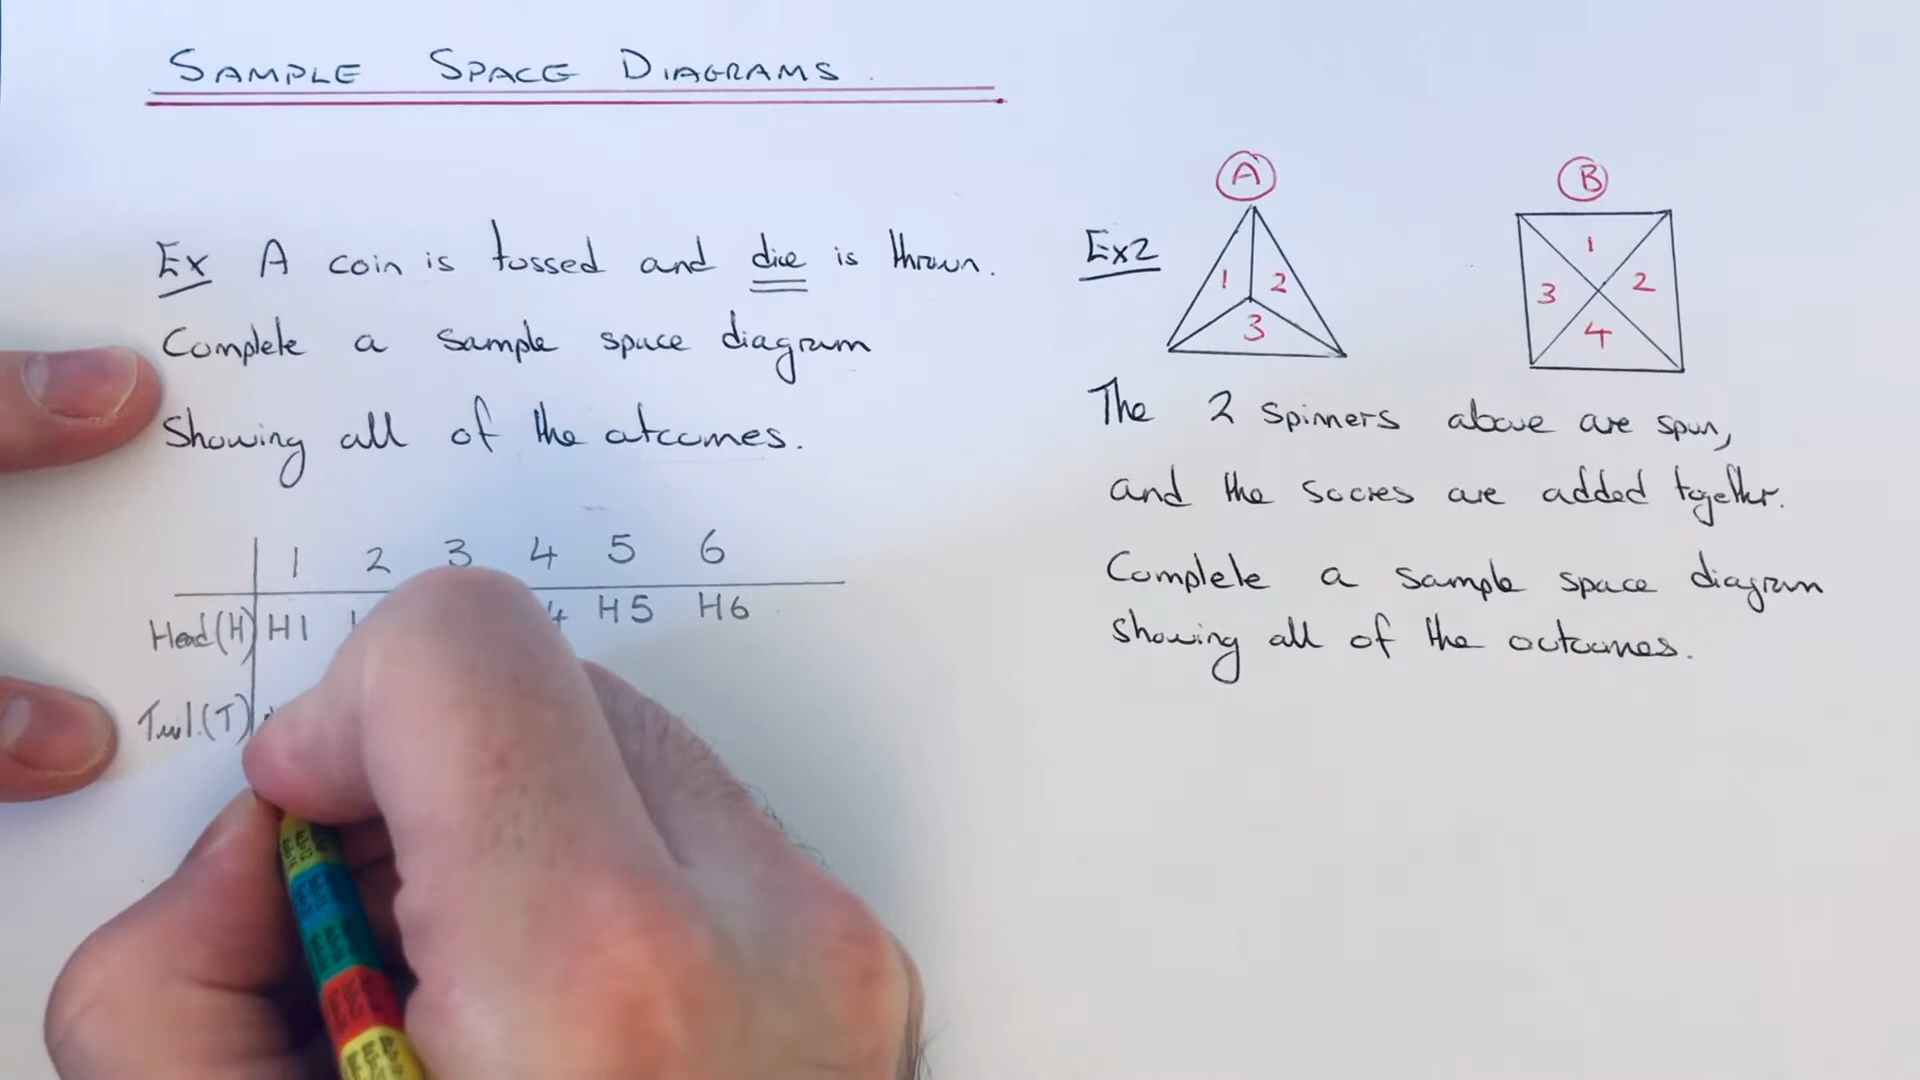 SAMPLE SPACE DIAGRAMS.
Ex A coin is tossed and dice is thrown.
Complete a sample space diagram
Showing all of the outcomes.
1 2 3 4 5 6
Head(H) H1 4 H5 H6
Tail.(T)
A B
Ex2
1 2 3
1 2 3 4
The 2 spinners above are spun,
and the socres are added together.
Complete a sample space diagram
showing all of the outcomes.